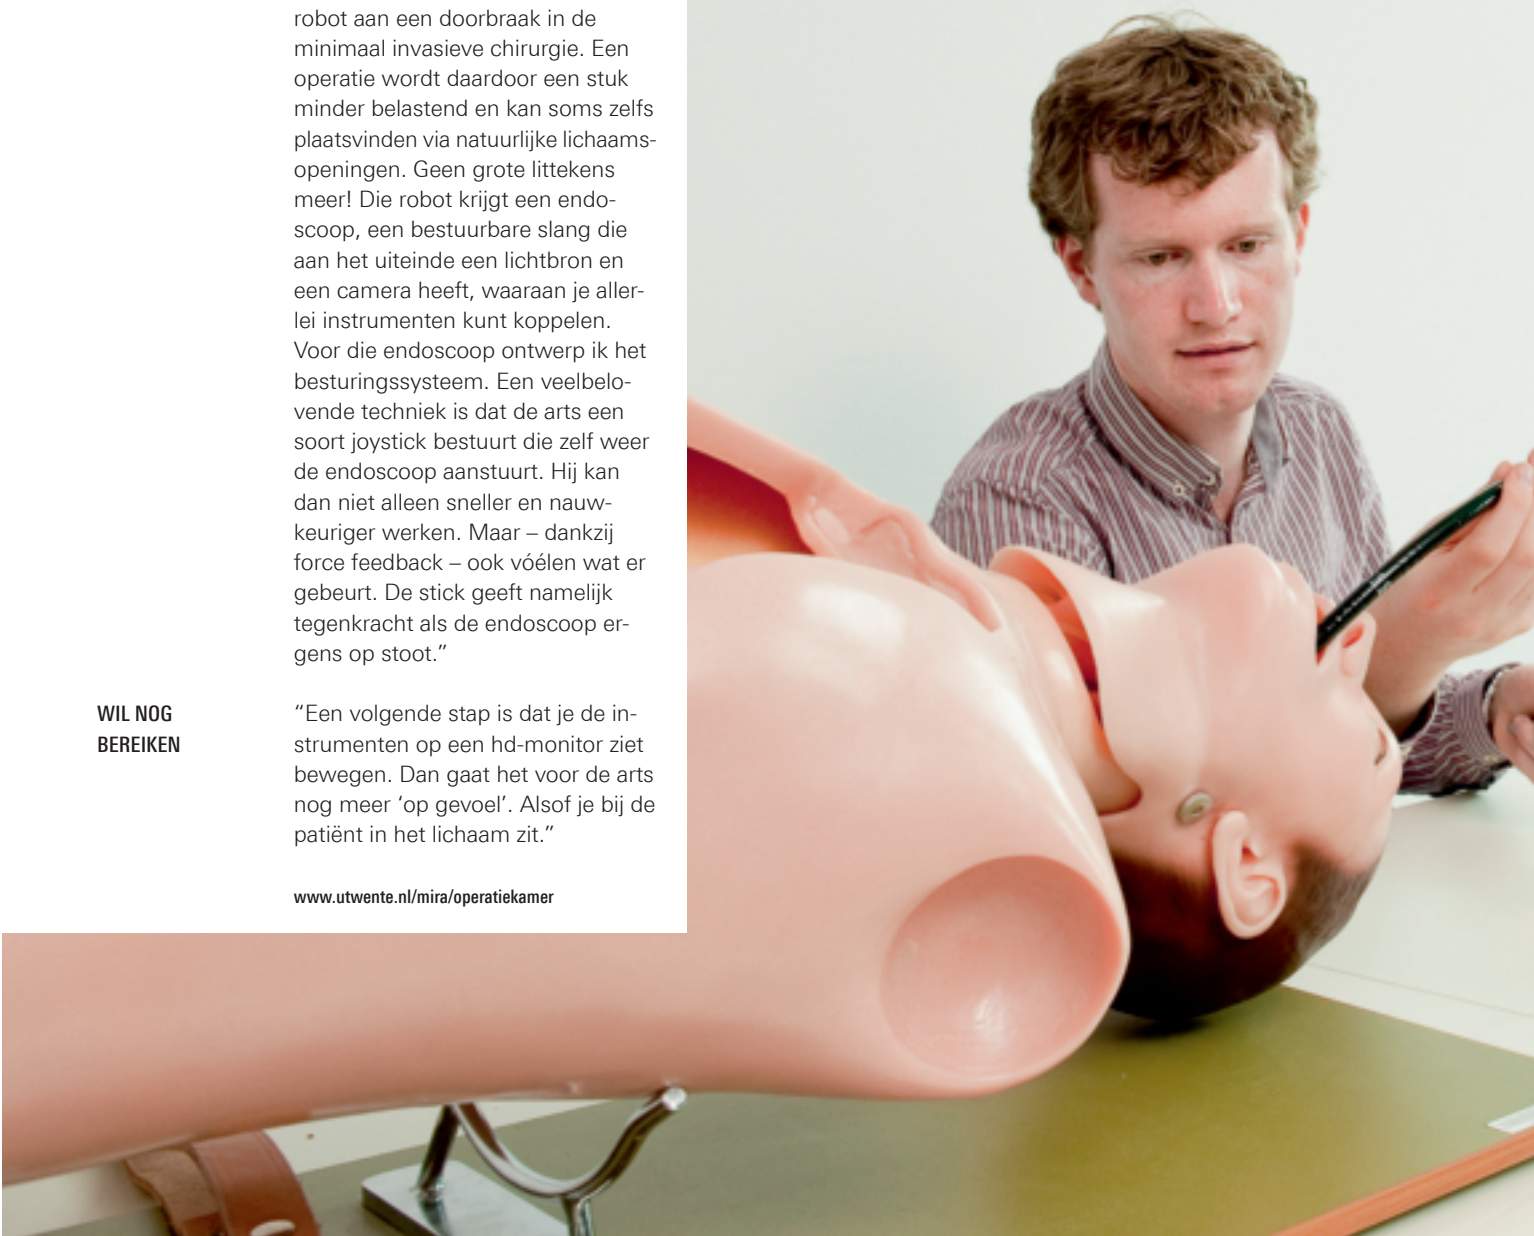 robot aan een doorbraak in de
minimaal invasieve chirurgie. Een
operatie wordt daardoor een stuk
minder belastend en kan soms zelfs
plaatsvinden via natuurlijke lichaams-
openingen. Geen grote littekens
meer! Die robot krijgt een endo-
scoop, een bestuurbare slang die
aan het uiteinde een lichtbron en
een camera heeft, waaraan je aller-
lei instrumenten kunt koppelen.
Voor die endoscoop ontwerp ik het
besturingssysteem. Een veelbelo-
vende techniek is dat de arts een
soort joystick bestuurt die zelf weer
de endoscoop aanstuurt. Hij kan
dan niet alleen sneller en nauw-
keuriger werken. Maar – dankzij
force feedback – ook vóélen wat er
gebeurt. De stick geeft namelijk
tegenkracht als de endoscoop er-
gens op stoot.”
WIL NOG
BEREIKEN
“Een volgende stap is dat je de in-
strumenten op een hd-monitor ziet
bewegen. Dan gaat het voor de arts
nog meer ‘op gevoel’. Alsof je bij de
patiënt in het lichaam zit.”
www.utwente.nl/mira/operatiekamer